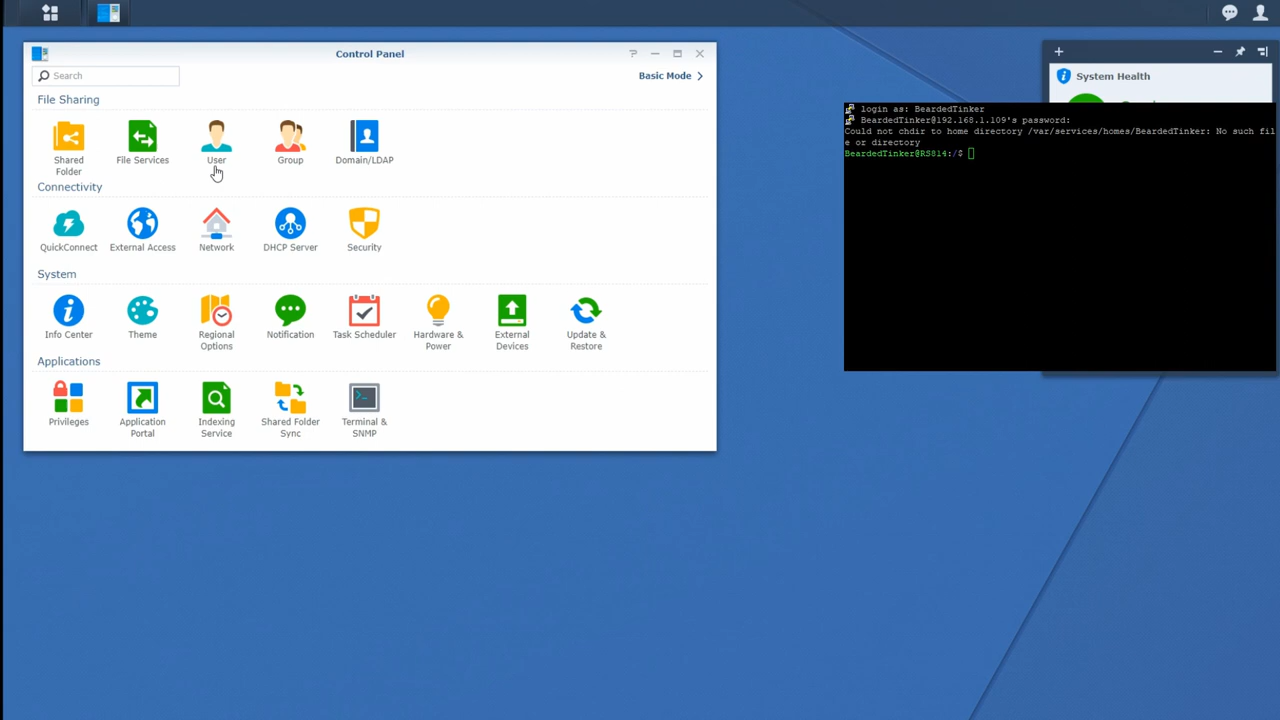 Control Panel
Search
Basic Mode
File Sharing
Shared Folder
File Services
User
Group
Domain/LDAP
Connectivity
QuickConnect
External Access
Network
DHCP Server
Security
System
Info Center
Theme
Regional Options
Notification
Task Scheduler
Hardware & Power
External Devices
Update & Restore
Applications
Privileges
Application Portal
Indexing Service
Shared Folder Sync
Terminal & SNMP
System Health
login as: BeardedTinker
BeardedTinker@192.168.1.109's password:
Could not chdir to home directory /var/services/homes/BeardedTinker: No such fil
e or directory
BeardedTinker@RS814:/$